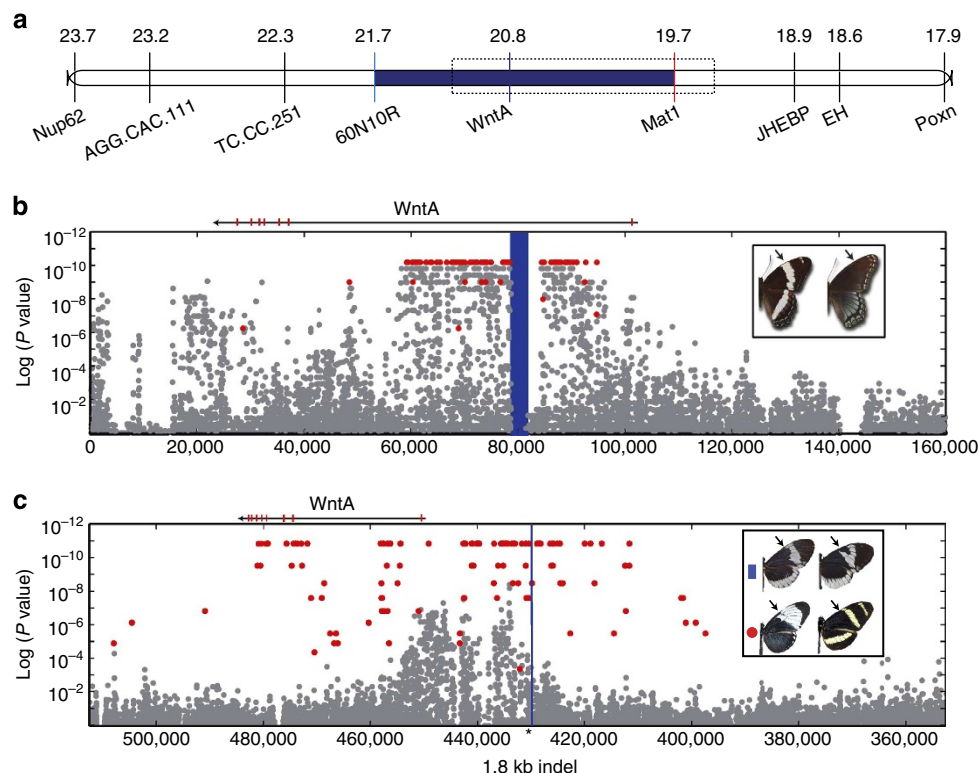 a
23.7 23.2 22.3 21.7 20.8 19.7 18.9 18.6 17.9
Nup62 AGG.CAC.111 TC.CC.251 60N10R WntA Mat1 JHEBP EH Poxn
b
WntA
Log (P value)
10−12
10−10
10−8
10−6
10−4
10−2
0 20,000 40,000 60,000 80,000 100,000 120,000 140,000 160,000
c
WntA
Log (P value)
10−12
10−10
10−8
10−6
10−4
10−2
500,000 480,000 460,000 440,000 420,000 400,000 380,000 360,000
*
1.8 kb indel